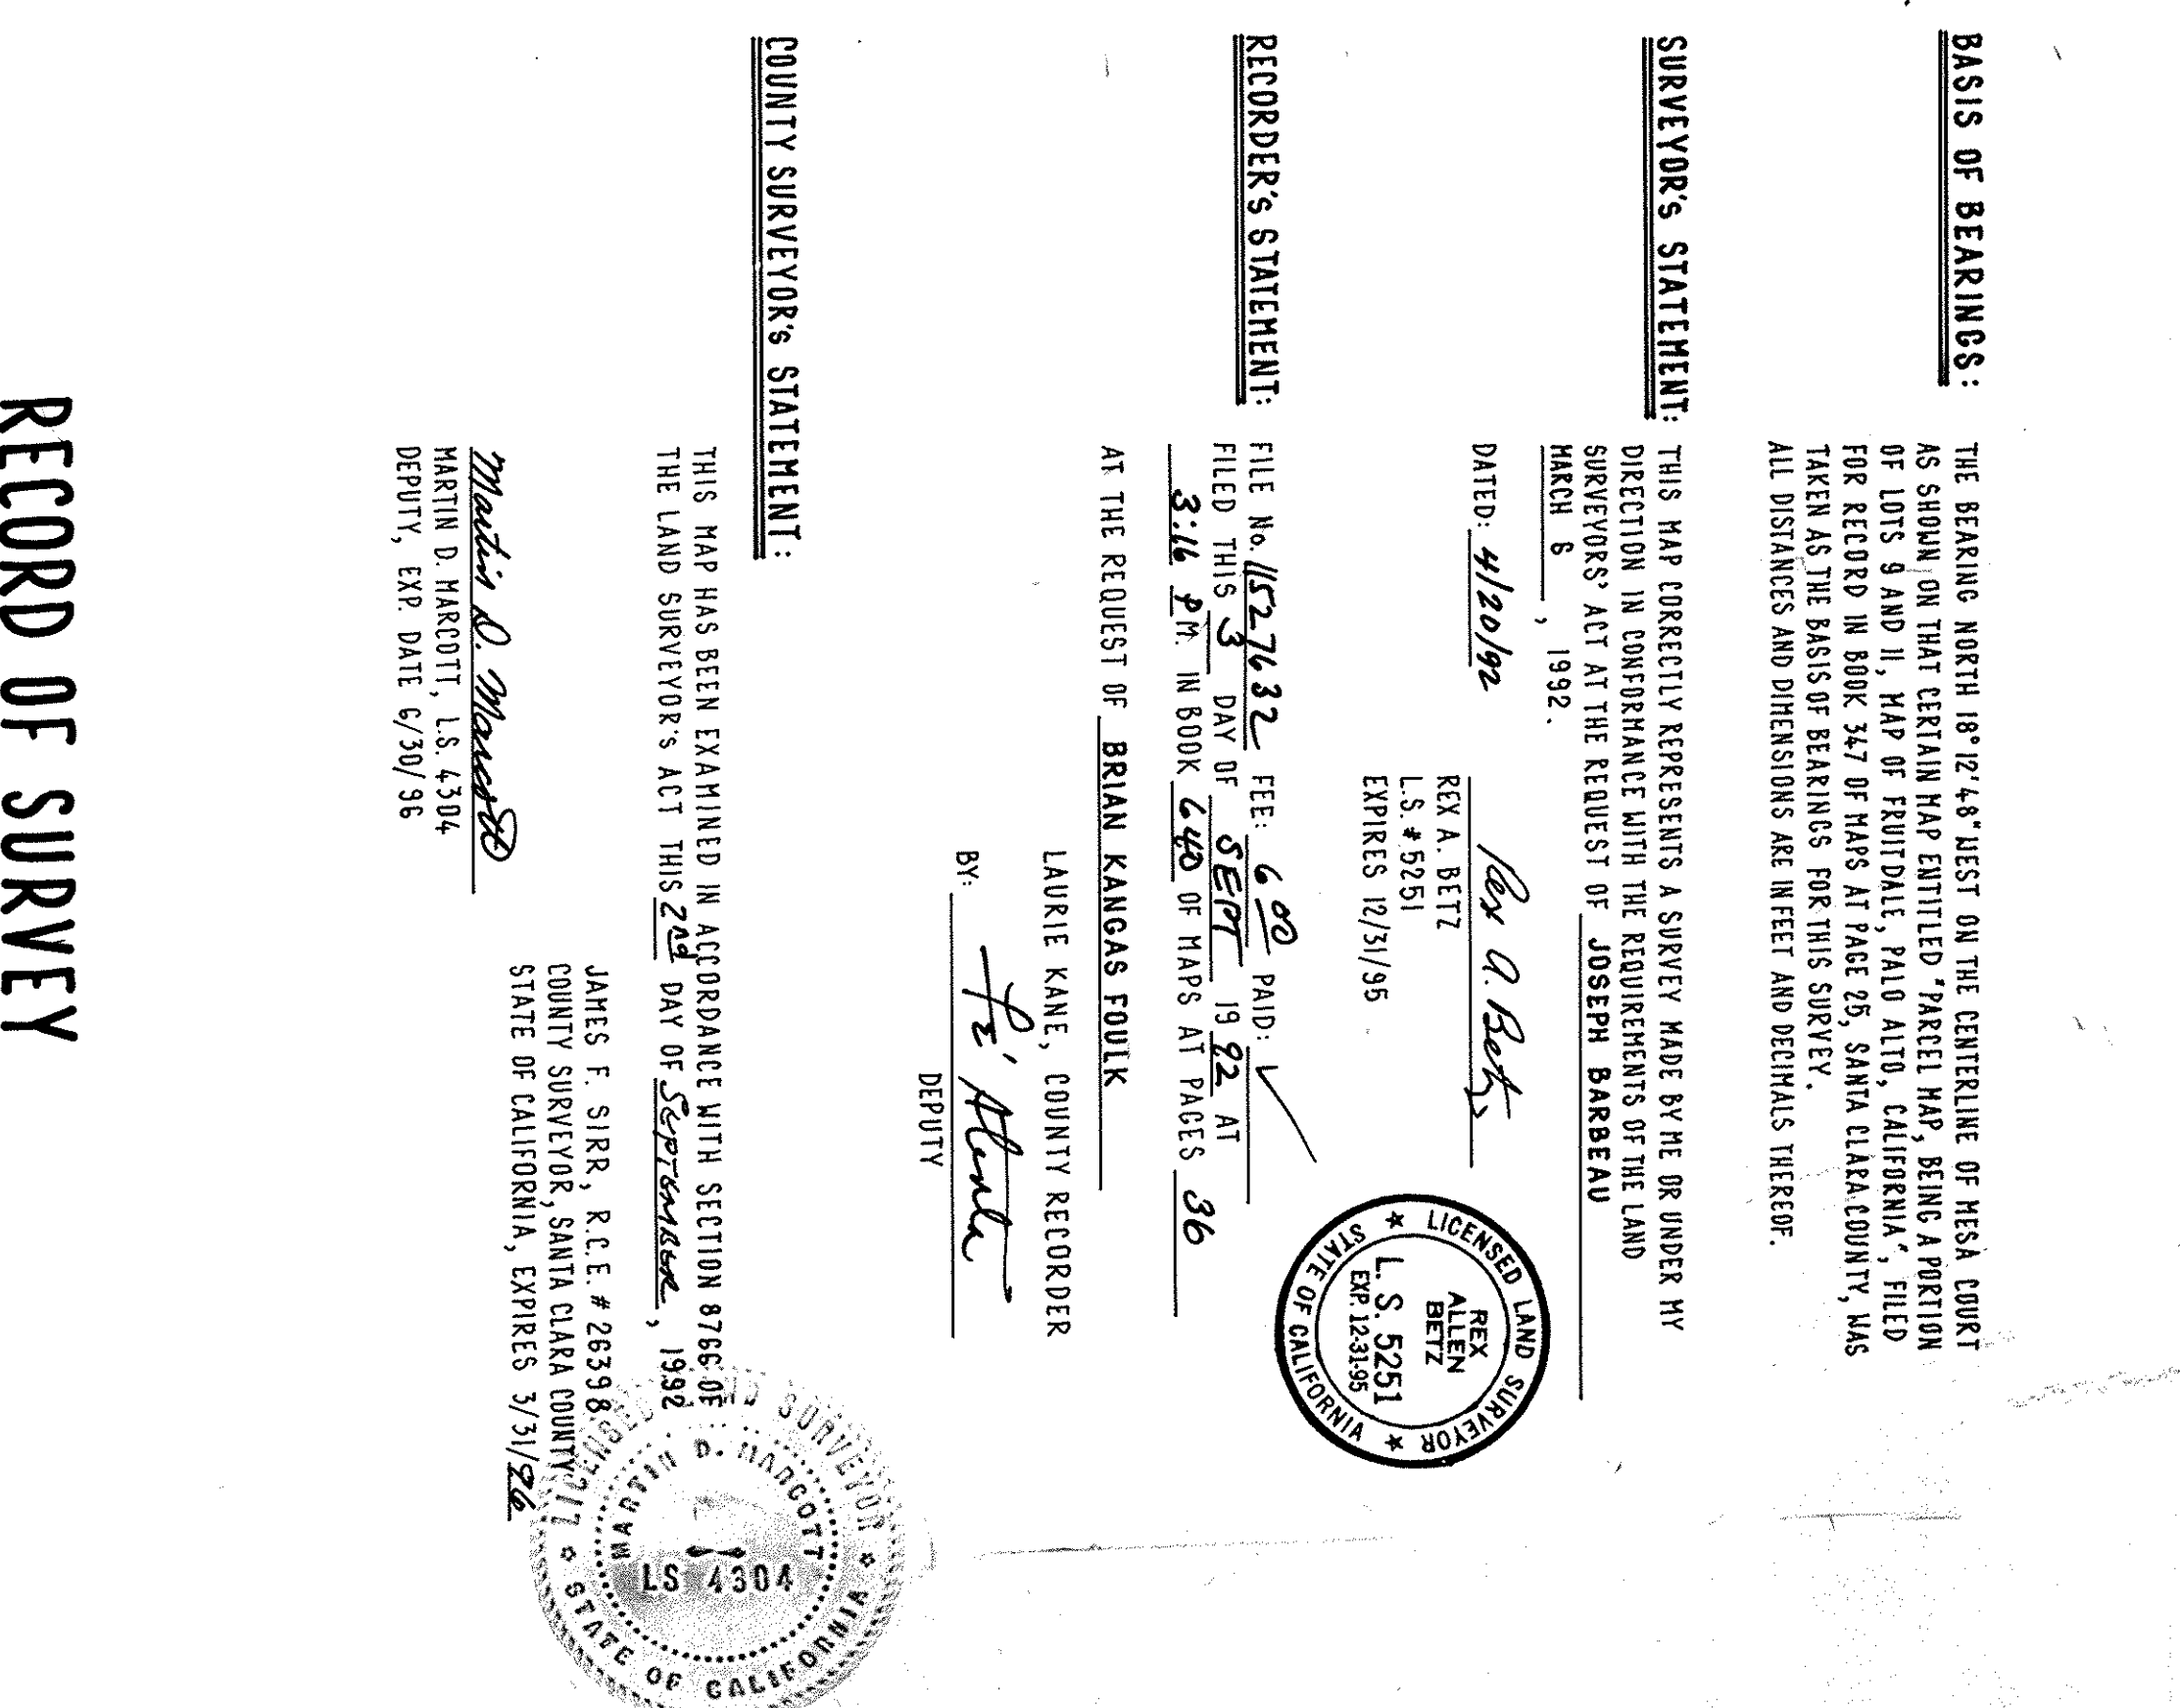 BASIS OF BEARINGS:
THE BEARING NORTH 18°12'48" WEST ON THE CENTERLINE OF MESA COURT
AS SHOWN ON THAT CERTAIN MAP ENTITLED "PARCEL MAP, BEING A PORTION
OF LOTS 9 AND 11, MAP OF FRUITDALE, PALO ALTO, CALIFORNIA", FILED
FOR RECORD IN BOOK 347 OF MAPS AT PAGE 25, SANTA CLARA COUNTY, WAS
TAKEN AS THE BASIS OF BEARINGS FOR THIS SURVEY.
ALL DISTANCES AND DIMENSIONS ARE IN FEET AND DECIMALS THEREOF.
SURVEYOR'S STATEMENT:
THIS MAP CORRECTLY REPRESENTS A SURVEY MADE BY ME OR UNDER MY
DIRECTION IN CONFORMANCE WITH THE REQUIREMENTS OF THE LAND
SURVEYORS' ACT AT THE REQUEST OF JOSEPH BARBEAU
MARCH 6, 1992.
DATED: 4/20/92
Rex A. Betz
REX A. BETZ
L.S. # 5251
EXPIRES 12/31/95
LICENSED LAND SURVEYOR
REX
ALLEN
BETZ
L. S. 5251
EXP. 12-31-95
STATE OF CALIFORNIA
RECORDER'S STATEMENT:
FILE No. 11527632 FEE: 6 00 PAID: ✓
FILED THIS 3 DAY OF SEPT 1992 AT
3:16 P M. IN BOOK 640 OF MAPS AT PAGES 36
AT THE REQUEST OF BRIAN KANGAS FOULK
LAURIE KANE, COUNTY RECORDER
BY:
DEPUTY
COUNTY SURVEYOR'S STATEMENT:
THIS MAP HAS BEEN EXAMINED IN ACCORDANCE WITH SECTION 8766 OF
THE LAND SURVEYOR'S ACT THIS 2nd DAY OF SEPTEMBER, 1992
JAMES F. SIRR, R.C.E. # 26398
COUNTY SURVEYOR, SANTA CLARA COUNTY
STATE OF CALIFORNIA, EXPIRES 3/31/96
Martin D. Marcott
MARTIN D. MARCOTT, L.S. 4304
DEPUTY, EXP. DATE 6/30/96
LICENSED LAND SURVEYOR
MARTIN D. MARCOTT
LS 4304
STATE OF CALIFORNIA
RECORD OF SURVEY